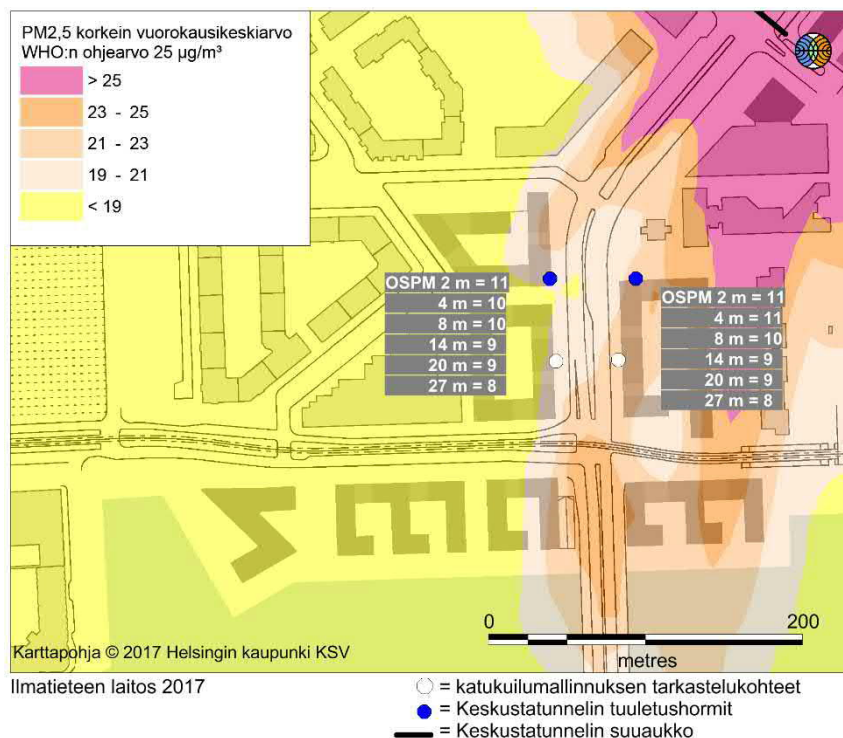 PM2,5 korkein vuorokausikeskiarvo
WHO:n ohjearvo 25 µg/m³
> 25
23 - 25
21 - 23
19 - 21
< 19
OSPM 2 m = 11
4 m = 10
8 m = 10
14 m = 9
20 m = 9
27 m = 8
OSPM 2 m = 11
4 m = 11
8 m = 10
14 m = 9
20 m = 9
27 m = 8
0 200
metres
Karttapohja © 2017 Helsingin kaupunki KSV
Ilmatieteen laitos 2017
= katukuilumallinnuksen tarkastelukohteet
= Keskustatunnelin tuuletushormit
= Keskustatunnelin suuaukko